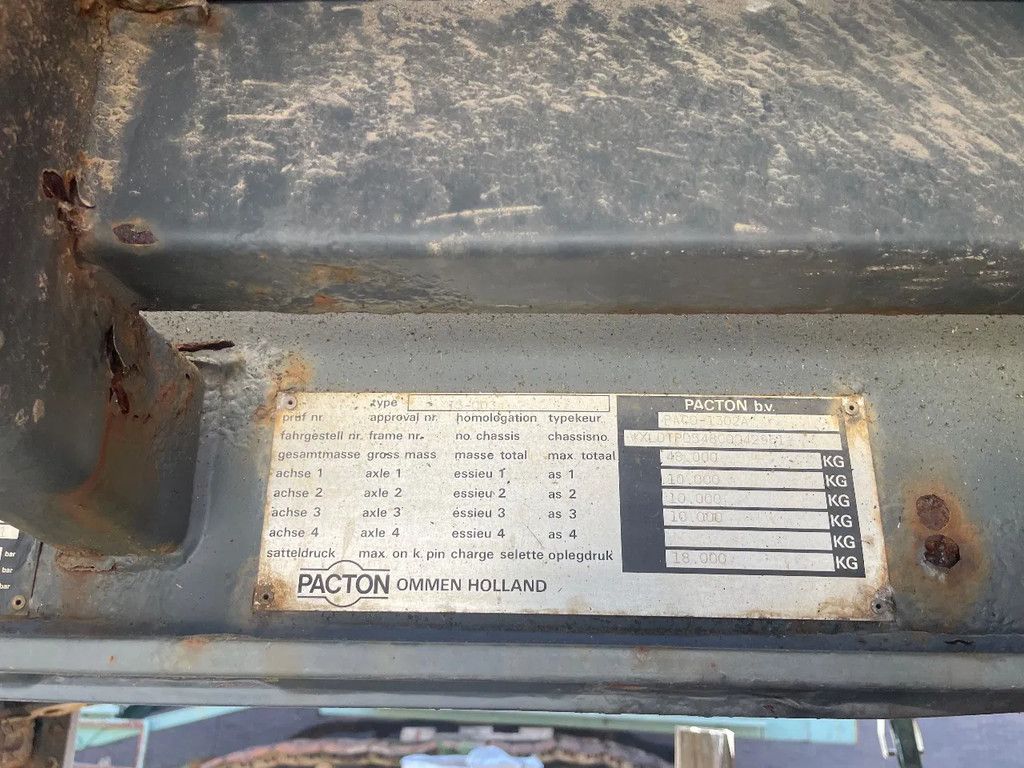 type
PACTON b.v.
prüf nr. approval nr. homologation typekeur
fahrgestell nr. frame nr. no. chassis chassisno.
gesamtmasse gross mass masse total max totaal 48.000 KG
achse 1 axle 1 essieu 1 as 1 10.000 KG
achse 2 axle 2 essieu 2 as 2 10.000 KG
achse 3 axle 3 essieu 3 as 3 10.000 KG
achse 4 axle 4 essieu 4 as 4 KG
satteldruck max. on k. pin charge selette oplegdruk 18.000 KG
PACTON OMMEN HOLLAND
bar
bar
bar